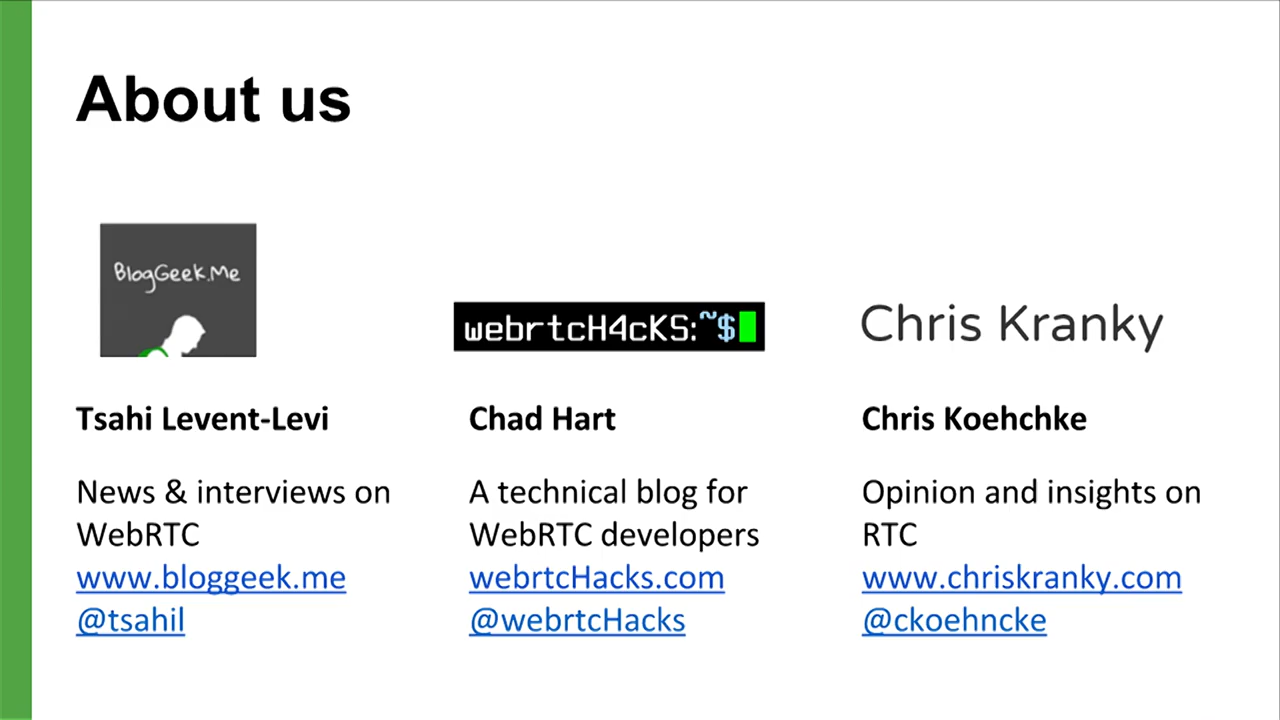 About us
BlogGeek.Me
Tsahi Levent-Levi
News & interviews on
WebRTC
www.bloggeek.me
@tsahil
webrtcH4cKS:~$
Chad Hart
A technical blog for
WebRTC developers
webrtcHacks.com
@webrtcHacks
Chris Kranky
Chris Koehchke
Opinion and insights on
RTC
www.chriskranky.com
@ckoehncke